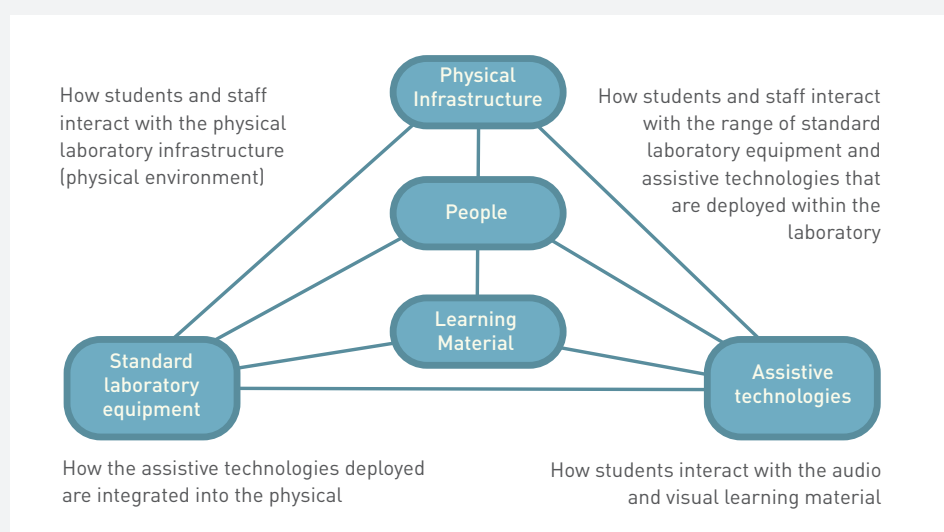 Physical
Infrastructure
How students and staff
interact with the physical
laboratory infrastructure
(physical environment)
How students and staff interact
with the range of standard
laboratory equipment and
assistive technologies that
are deployed within the
laboratory
People
Learning
Material
Standard
laboratory
equipment
Assistive
technologies
How the assistive technologies deployed
are integrated into the physical
How students interact with the audio
and visual learning material